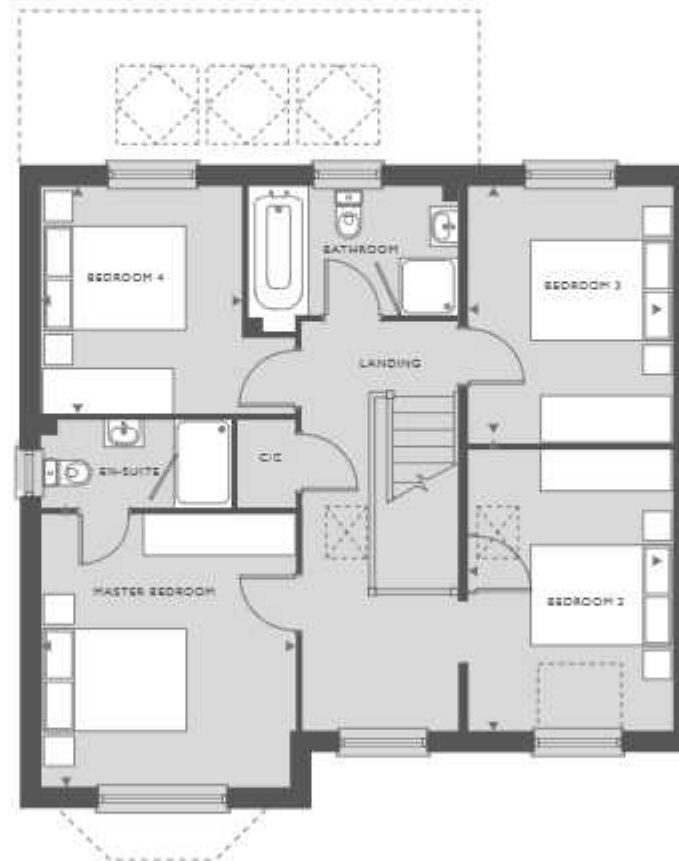 BEDROOM 4
BATHROOM
BEDROOM 3
LANDING
EN-SUITE
C/C
MASTER BEDROOM
BEDROOM 2